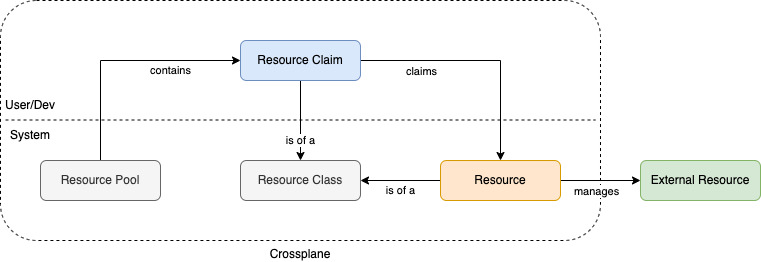 Resource Claim
contains
claims
User/Dev
System
is of a
Resource Pool
Resource Class
is of a
Resource
manages
External Resource
Crossplane